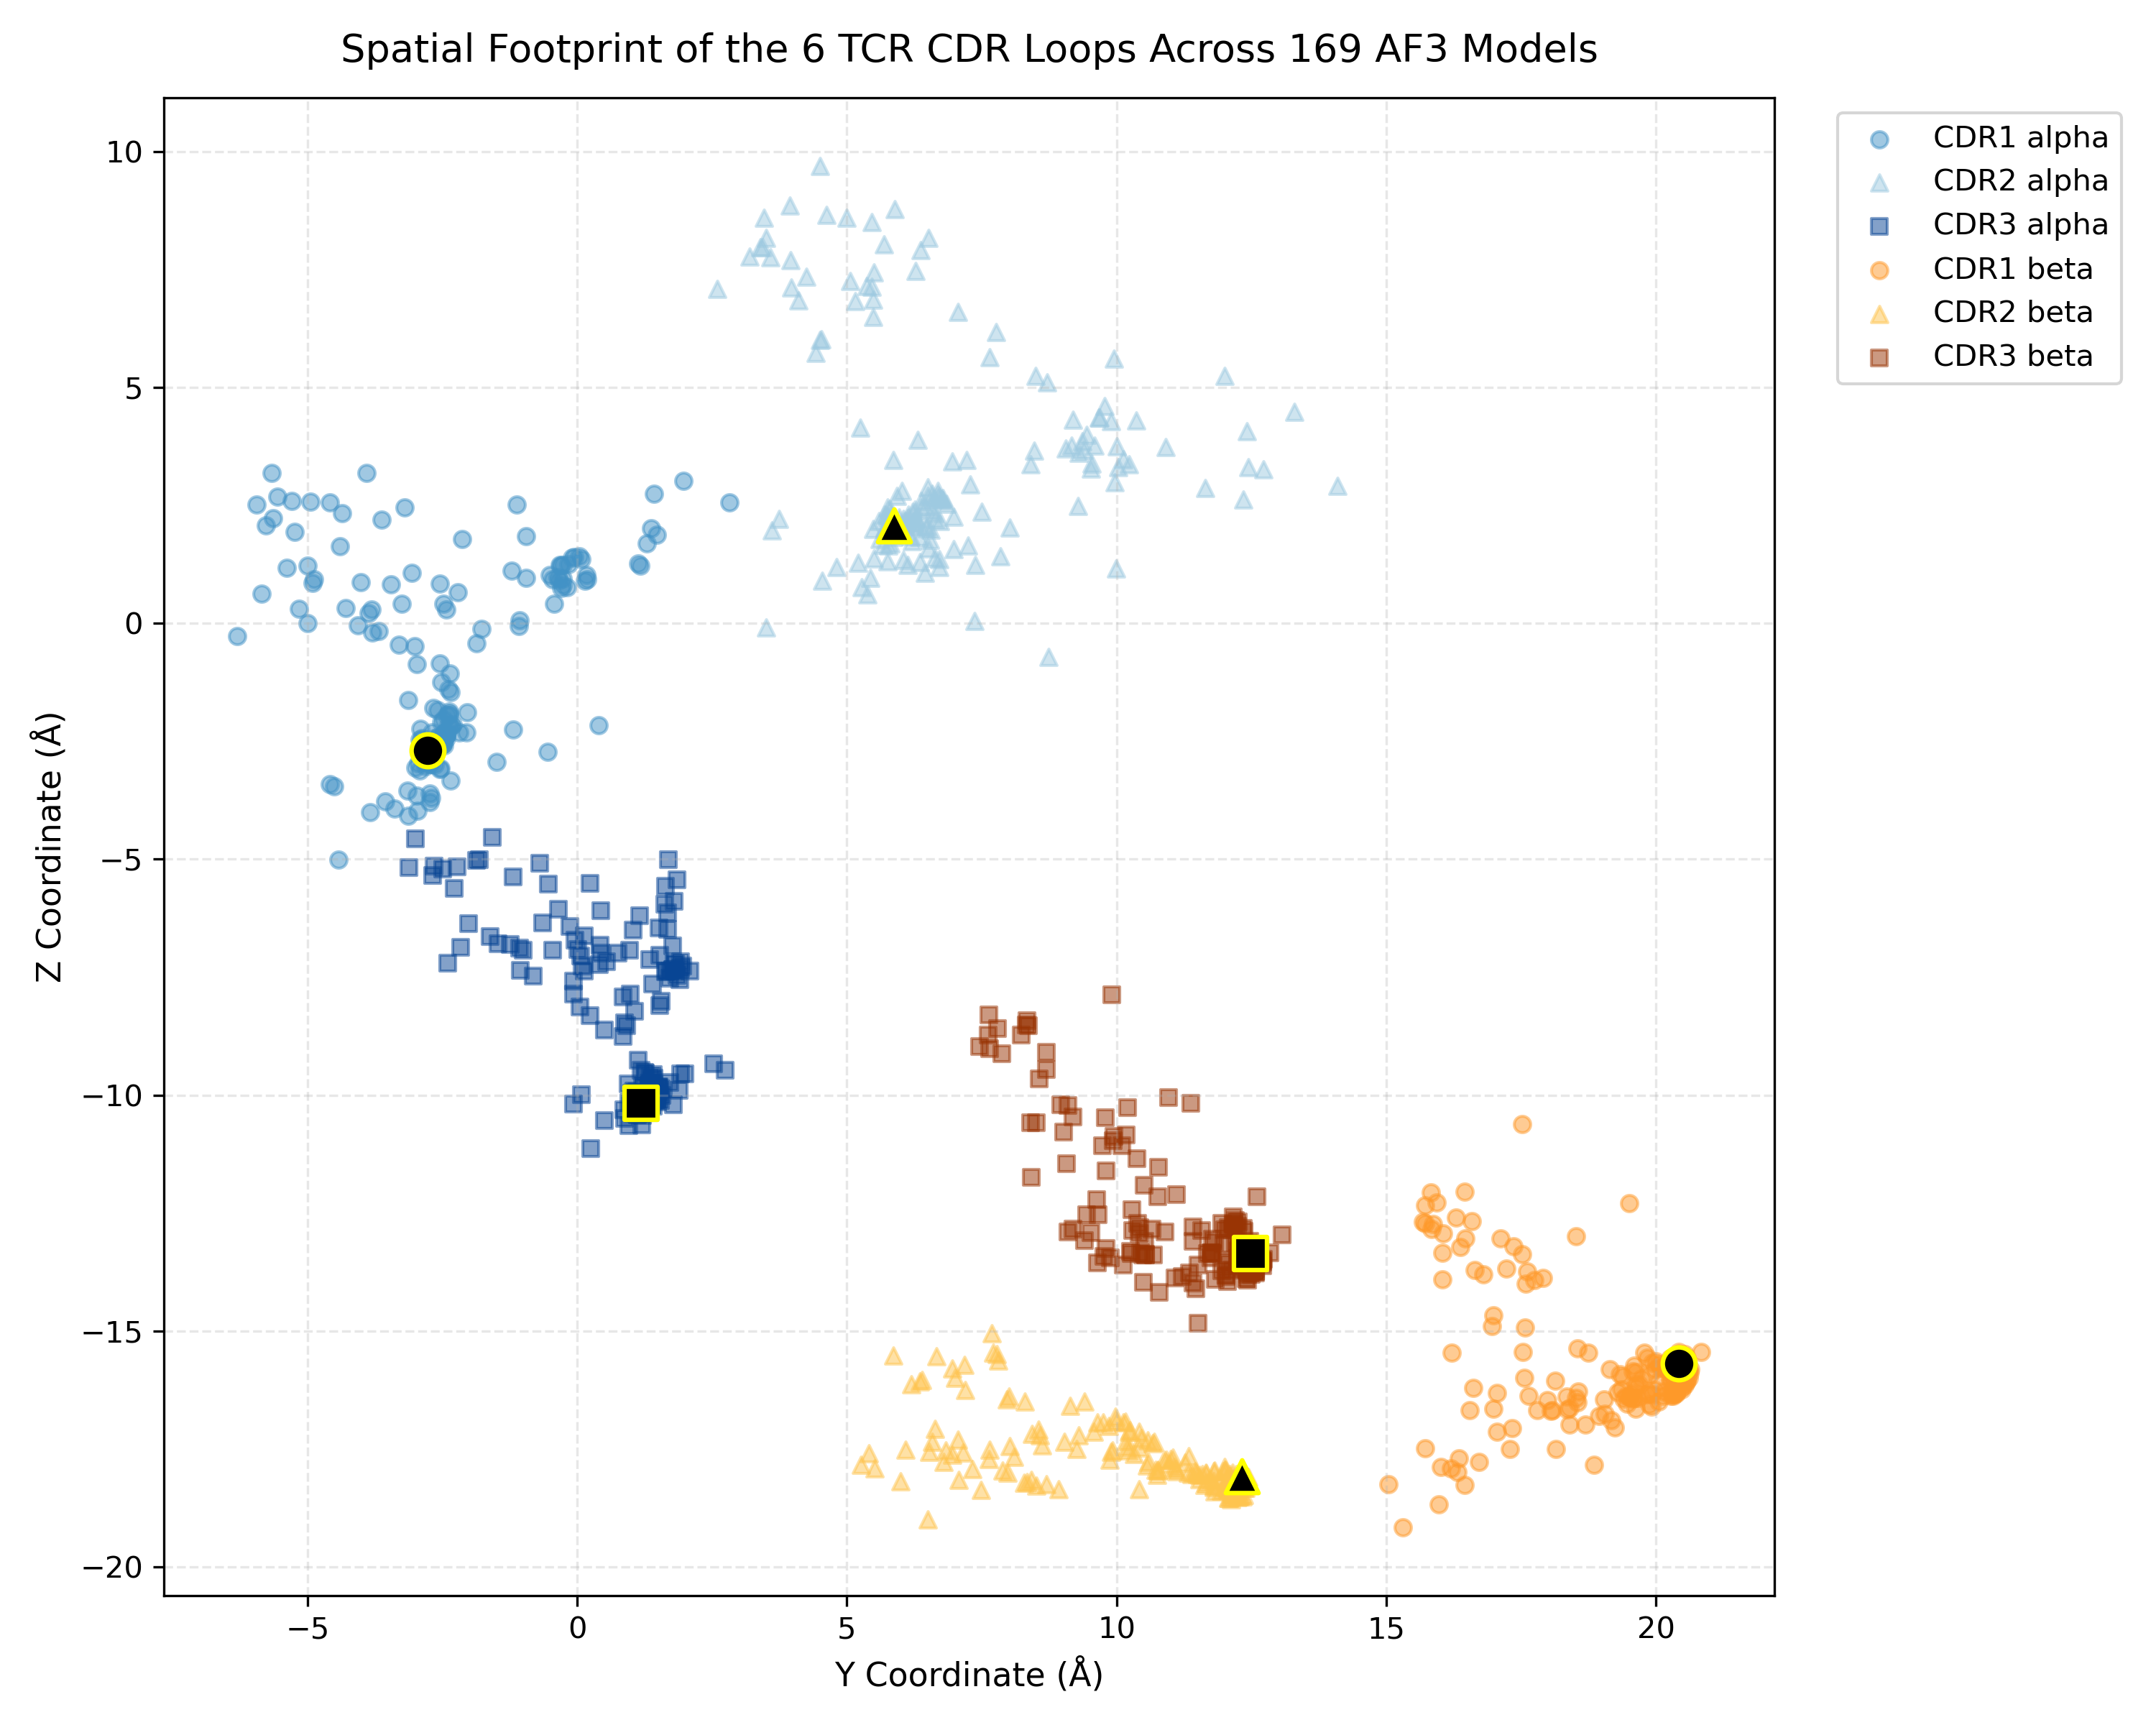 Spatial Footprint of the 6 TCR CDR Loops Across 169 AF3 Models
CDR1 alpha
CDR2 alpha
CDR3 alpha
CDR1 beta
CDR2 beta
CDR3 beta
Z Coordinate (Å)
10
5
0
−5
−10
−15
−20
−5
0
5
10
15
20
Y Coordinate (Å)